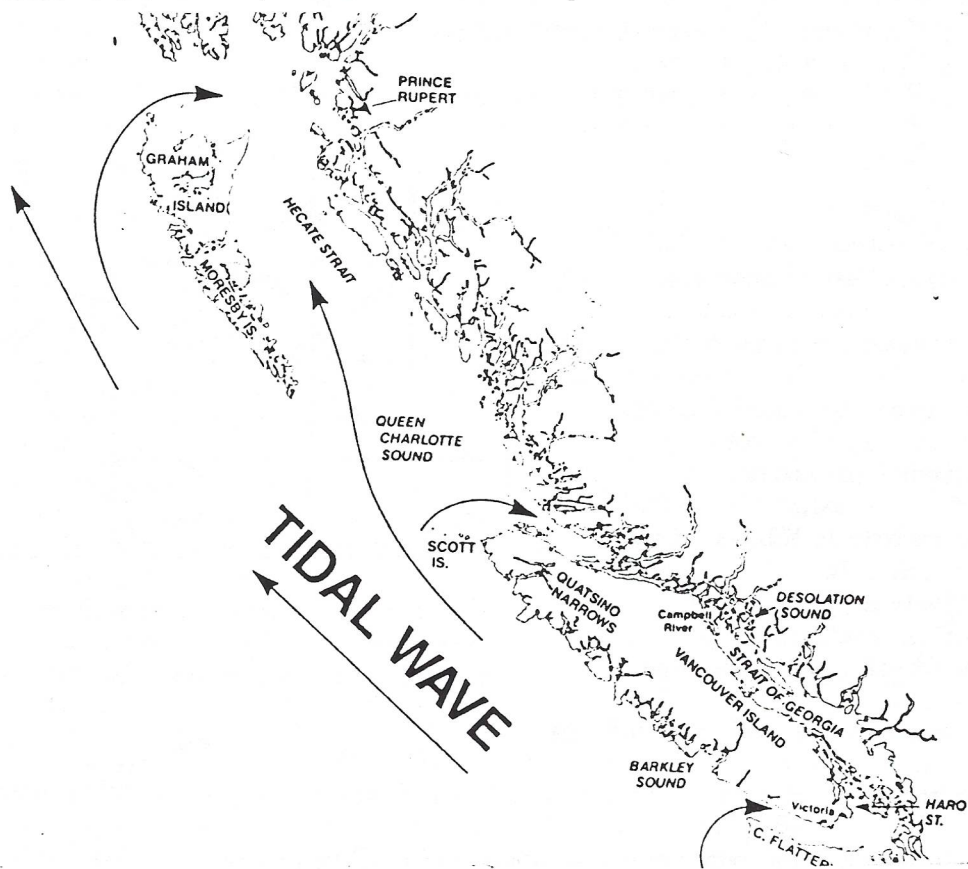 PRINCE
RUPERT
GRAHAM
ISLAND
HECATE STRAIT
MORESBY IS.
QUEEN
CHARLOTTE
SOUND
TIDAL WAVE
SCOTT
IS.
QUATSINO
NARROWS
Campbell
River
DESOLATION
SOUND
STRAIT OF GEORGIA
VANCOUVER ISLAND
BARKLEY
SOUND
Victoria
HARO
ST.
C. FLATTERY